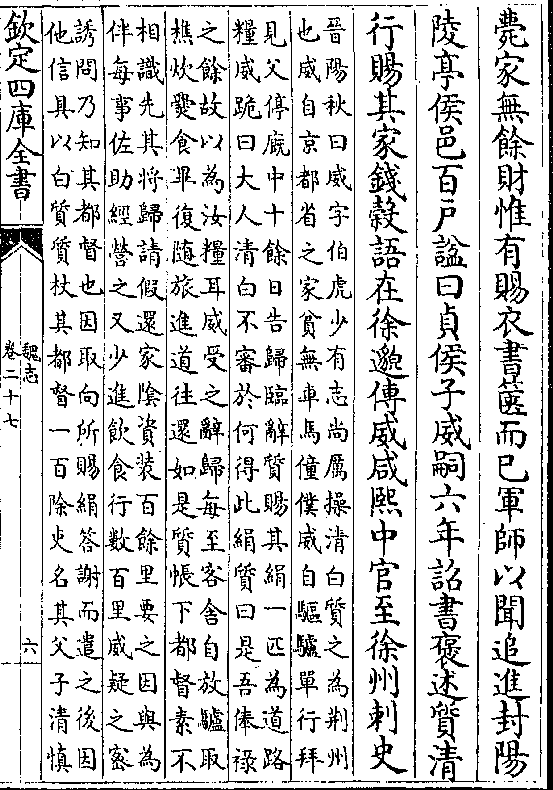 薨家無餘財惟有賜衣書篋而已軍師以聞追進封陽
陵亭侯邑百戶諡曰貞侯子威嗣六年詔書褒述質清
行賜其家錢穀語在徐邈傳威咸熙中官至徐州刺史
晉陽秋曰威字伯虎少有志尚厲操清白質之為荆州
也威自京都省之家貧無車馬僮僕威自驅驢單行拜
見父停廐中十餘日告歸臨辭質賜其絹一匹為道路
糧威跪曰大人清白不審於何得此絹質曰是吾俸祿
之餘故以為汝糧耳威受之辭歸每至客舍自放驢取
樵炊㸑食畢復随旅進道往還如是質帳下都督素不
相識先其將歸請假還家陰資装百餘里要之因與為
伴每事佐助經營之又少進飲食行數百里威疑之密
誘問乃知其都督也因取向所賜絹答謝而遣之後因
他信具以白質質杖其都督一百除吏名其父子清慎
欽定四庫全書
魏志
卷二十七
六